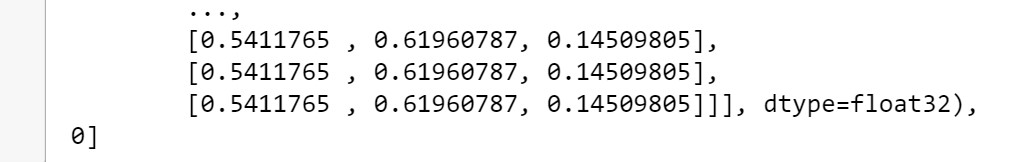 ...,
[0.5411765 , 0.61960787, 0.14509805],
[0.5411765 , 0.61960787, 0.14509805],
[0.5411765 , 0.61960787, 0.14509805]]], dtype=float32),
0]